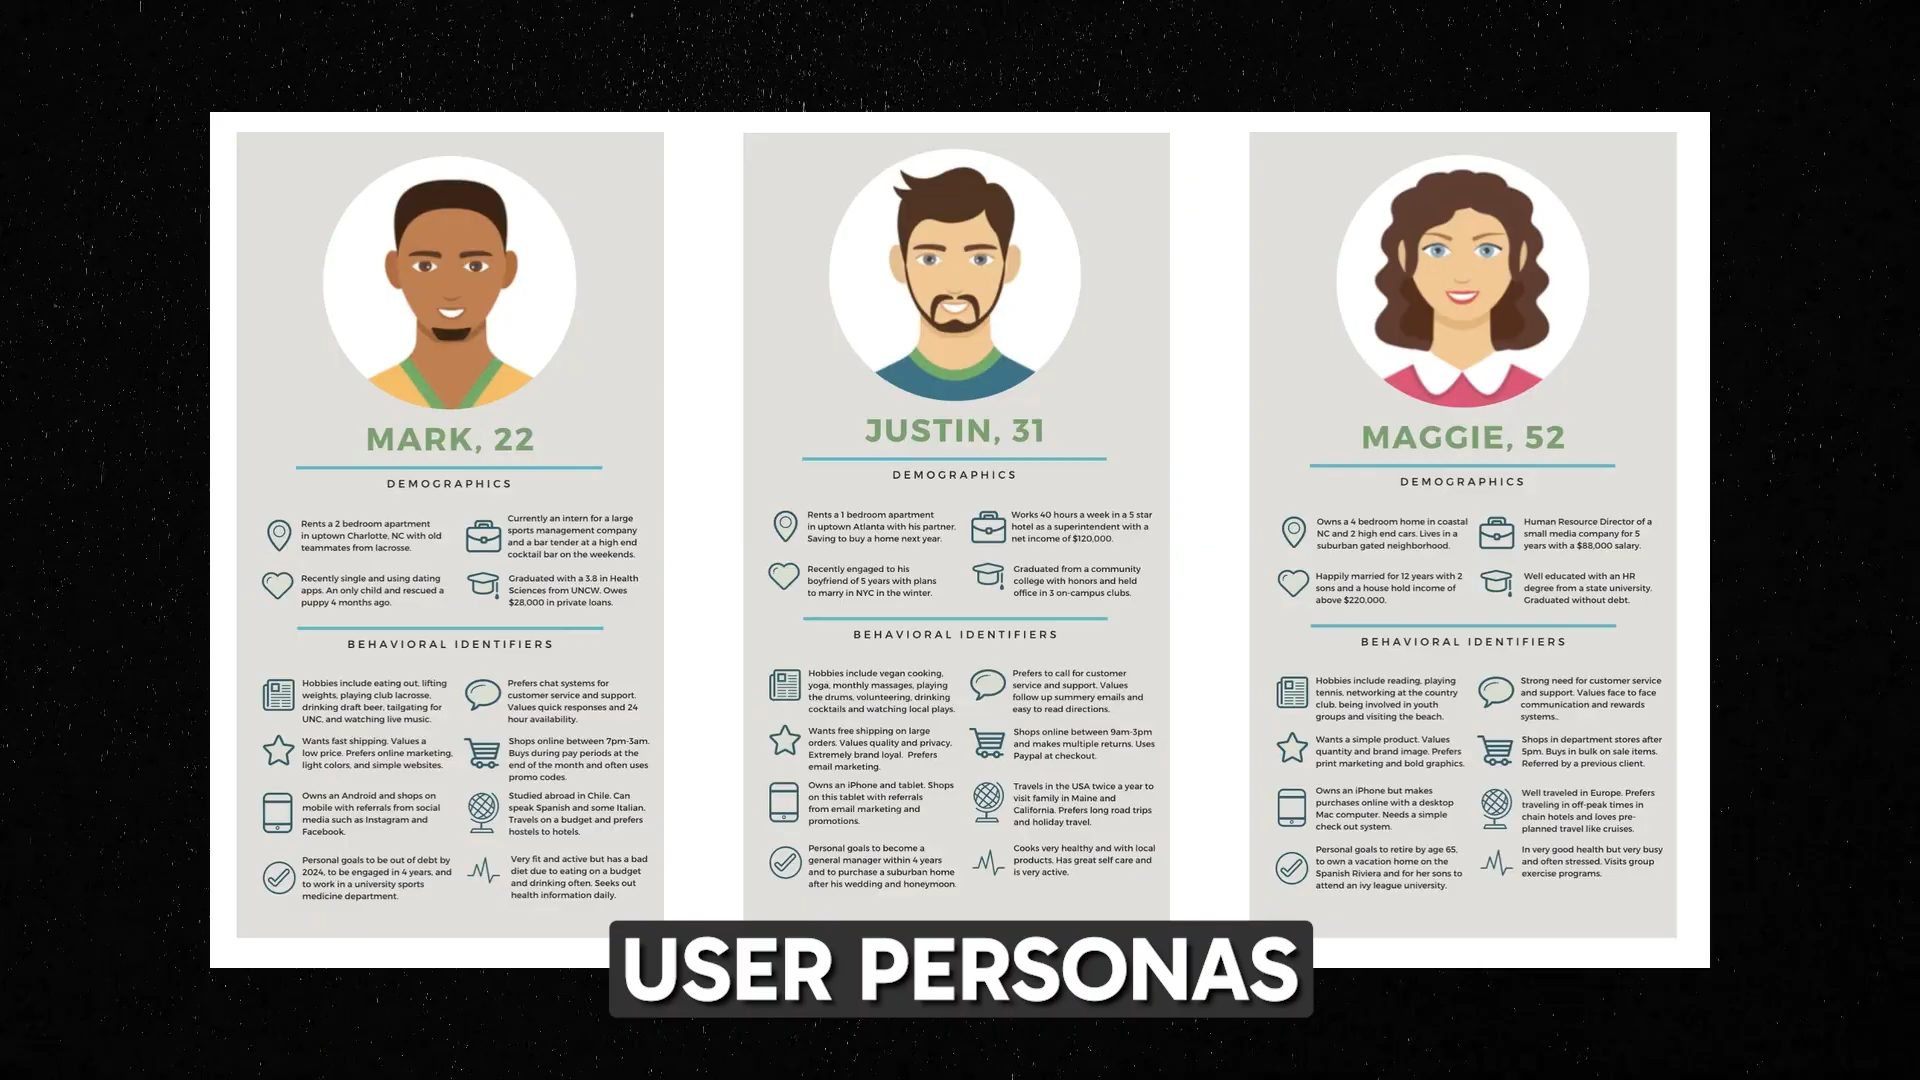 MARK, 22
DEMOGRAPHICS
Rents a 2 bedroom apartment
in uptown Charlotte, NC with old
teammates from lacrosse.
Currently an intern for a large
sports management company
and a bar tender at a high end
cocktail bar on the weekends.
Recently single and using dating
apps. An only child and rescued a
puppy 4 months ago.
Graduated with a 3.8 in Health
Sciences from UNCW. Owes
$28,000 in private loans.
BEHAVIORAL IDENTIFIERS
Hobbies include eating out, lifting
weights, playing club lacrosse,
drinking draft beer, tailgating for
UNC, and watching live music.
Prefers chat systems for
customer service and support.
Values quick responses and 24
hour availability.
Wants fast shipping. Values a
low price. Prefers online marketing,
light colors, and simple websites.
Shops online between 7pm-3am.
Buys during pay periods at the
end of the month and often uses
promo codes.
Owns an Android and shops on
mobile with referrals from social
media such as Instagram and
Facebook.
Studied abroad in Chile. Can
speak Spanish and some Italian.
Travels on a budget and prefers
hostels to hotels.
Personal goals to be out of debt by
2024, to be engaged in 4 years, and
to work in a university sports
medicine department.
Very fit and active but has a bad
diet due to eating on a budget
and drinking often. Seeks out
health information daily.
JUSTIN, 31
DEMOGRAPHICS
Rents a 1 bedroom apartment
in uptown Atlanta with his partner.
Saving to buy a home next year.
Works 40 hours a week in a 5 star
hotel as a superintendent with a
net income of $120,000.
Recently engaged to his
boyfriend of 5 years with plans
to marry in NYC in the winter.
Graduated from a community
college with honors and held
office in 3 on-campus clubs.
BEHAVIORAL IDENTIFIERS
Hobbies include vegan cooking,
yoga, monthly massages, playing
the drums, volunteering, drinking
cocktails and watching local plays.
Prefers to call for customer
service and support. Values
follow up summery emails and
easy to read directions.
Wants free shipping on large
orders. Values quality and privacy.
Extremely brand loyal. Prefers
email marketing.
Shops online between 9am-3pm
and makes multiple returns. Uses
Paypal at checkout.
Owns an iPhone and tablet. Shops
on this tablet with referrals
from email marketing and
promotions.
Travels in the USA twice a year to
visit family in Maine and
California. Prefers long road trips
and holiday travel.
Personal goals to become a
general manager within 4 years
and to purchase a suburban home
after his wedding and honeymoon.
Cooks very healthy and with local
products. Has great self care and
is very active.
MAGGIE, 52
DEMOGRAPHICS
Owns a 4 bedroom home in coastal
NC and 2 high end cars. Lives in a
suburban gated neighborhood.
Human Resource Director of a
small media company for 5
years with a $88,000 salary.
Happily married for 12 years with 2
sons and a house hold income of
above $220,000.
Well educated with an HR
degree from a state university.
Graduated without debt.
BEHAVIORAL IDENTIFIERS
Hobbies include reading, playing
tennis, networking at the country
club, being involved in youth
groups and visiting the beach.
Strong need for customer service
and support. Values face to face
communication and rewards
systems..
Wants a simple product. Values
quantity and brand image. Prefers
print marketing and bold graphics.
Shops in department stores after
5pm. Buys in bulk on sale items.
Referred by a previous client.
Owns an iPhone but makes
purchases online with a desktop
Mac computer. Needs a simple
check out system.
Well traveled in Europe. Prefers
traveling in off-peak times in
chain hotels and loves pre-
planned travel like cruises.
Personal goals to retire by age 65,
to own a vacation home on the
Spanish Riviera and for her sons to
attend an ivy league university.
In very good health but very busy
and often stressed. Visits group
exercise programs.
USER PERSONAS